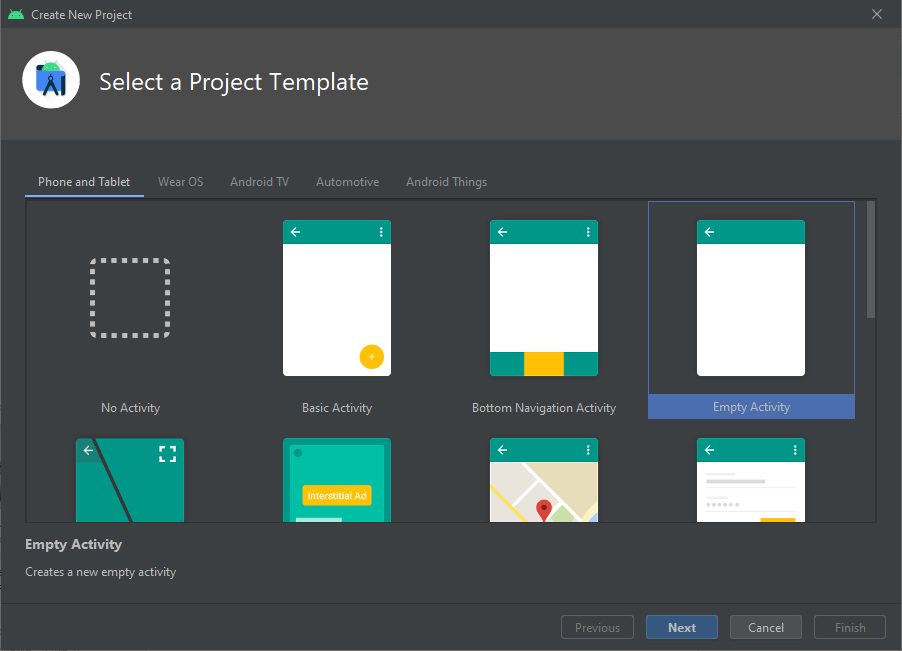 Create New Project
Select a Project Template
Phone and Tablet Wear OS Android TV Automotive Android Things
No Activity Basic Activity Bottom Navigation Activity Empty Activity
Interstitial Ad
Empty Activity
Creates a new empty activity
Previous Next Cancel Finish